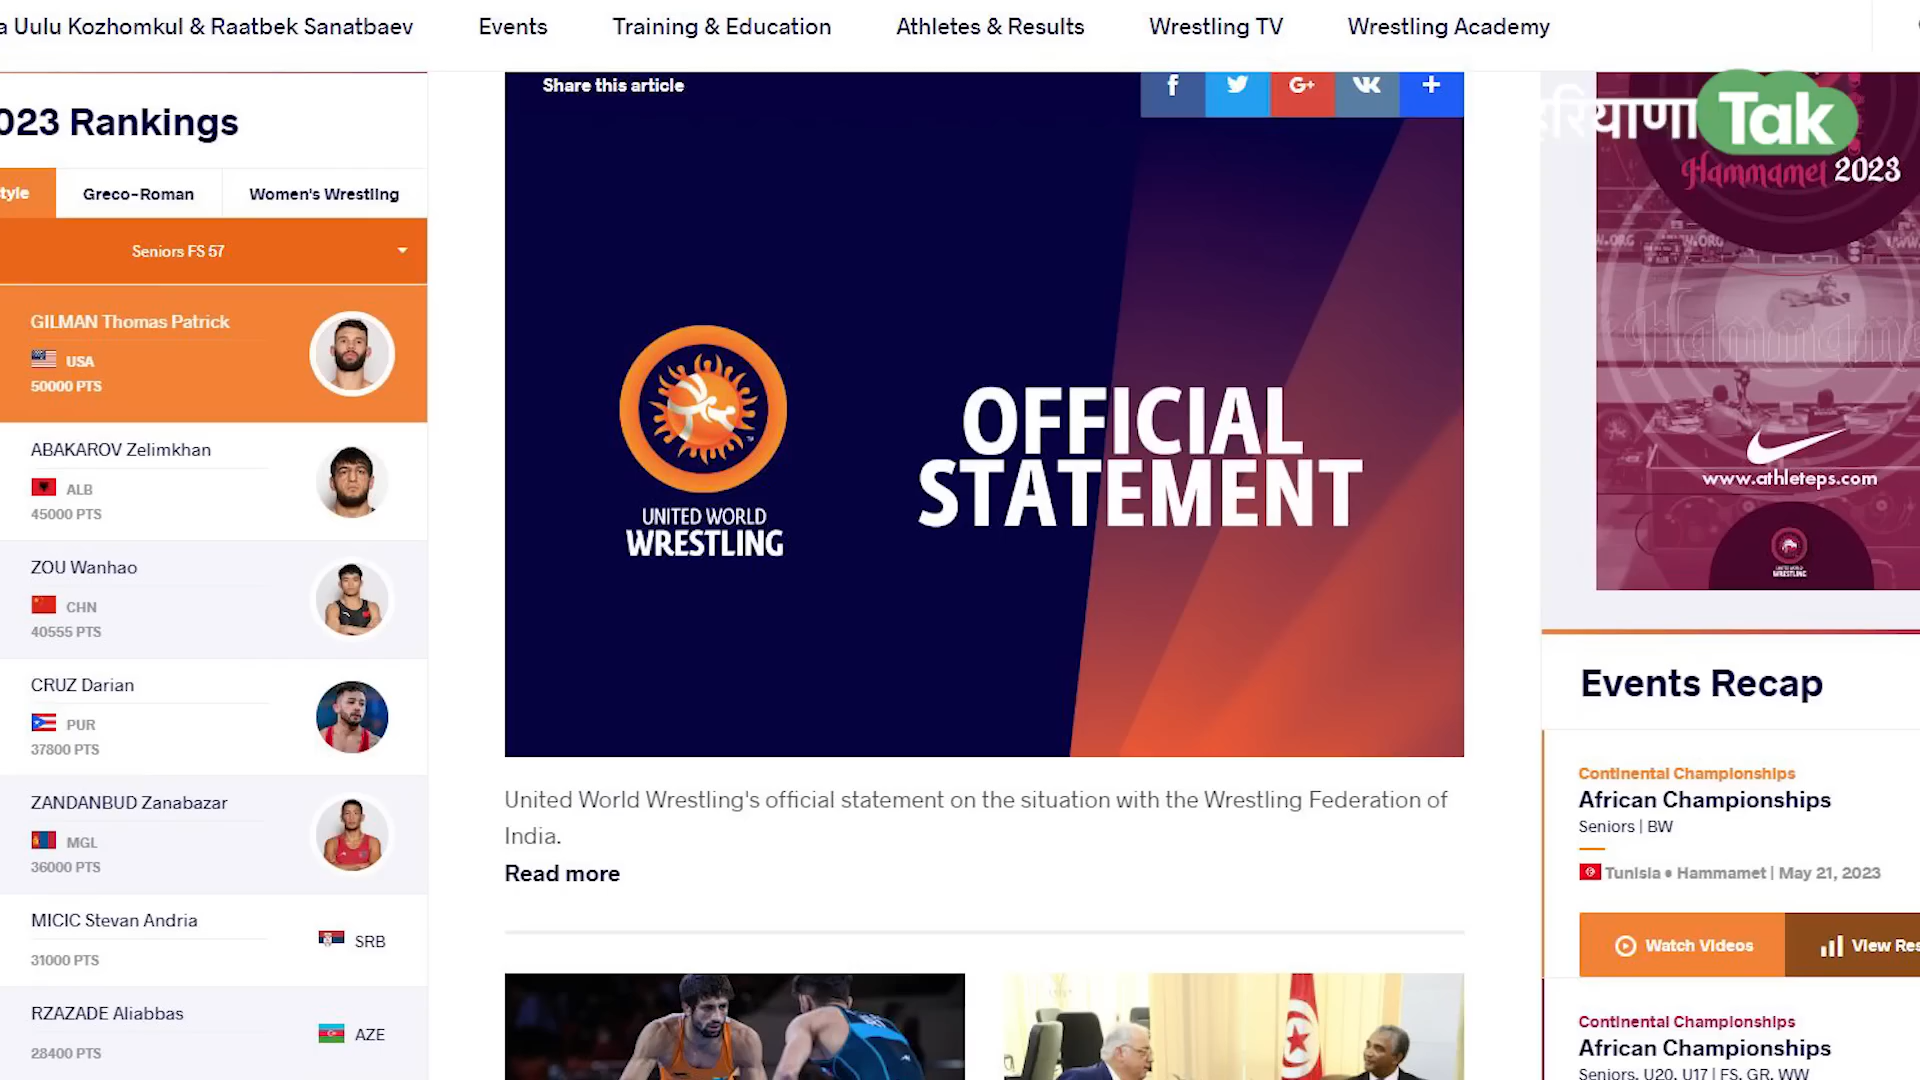 a Uulu Kozhomkul & Raatbek Sanatbaev
Events
Training & Education
Athletes & Results
Wrestling TV
Wrestling Academy
023 Rankings
tyle
Greco-Roman
Women's Wrestling
Seniors FS 57
GILMAN Thomas Patrick
USA
50000 PTS
ABAKAROV Zelimkhan
ALB
45000 PTS
ZOU Wanhao
CHN
40555 PTS
CRUZ Darian
PUR
37800 PTS
ZANDANBUD Zanabazar
MGL
36000 PTS
MICIC Stevan Andria
SRB
31000 PTS
RZAZADE Aliabbas
AZE
28400 PTS
Share this article
f
G+
+
UNITED WORLD
WRESTLING
OFFICIAL
STATEMENT
United World Wrestling's official statement on the situation with the Wrestling Federation of
India.
Read more
हरियाणा Tak
Hammamet 2023
www.athleteps.com
UNITED WORLD
WRESTLING
Events Recap
Continental Championships
African Championships
Seniors | BW
Tunisia • Hammamet | May 21, 2023
Watch Videos
View Res
Continental Championships
African Championships
Seniors, U20, U17 | FS, GR, WW